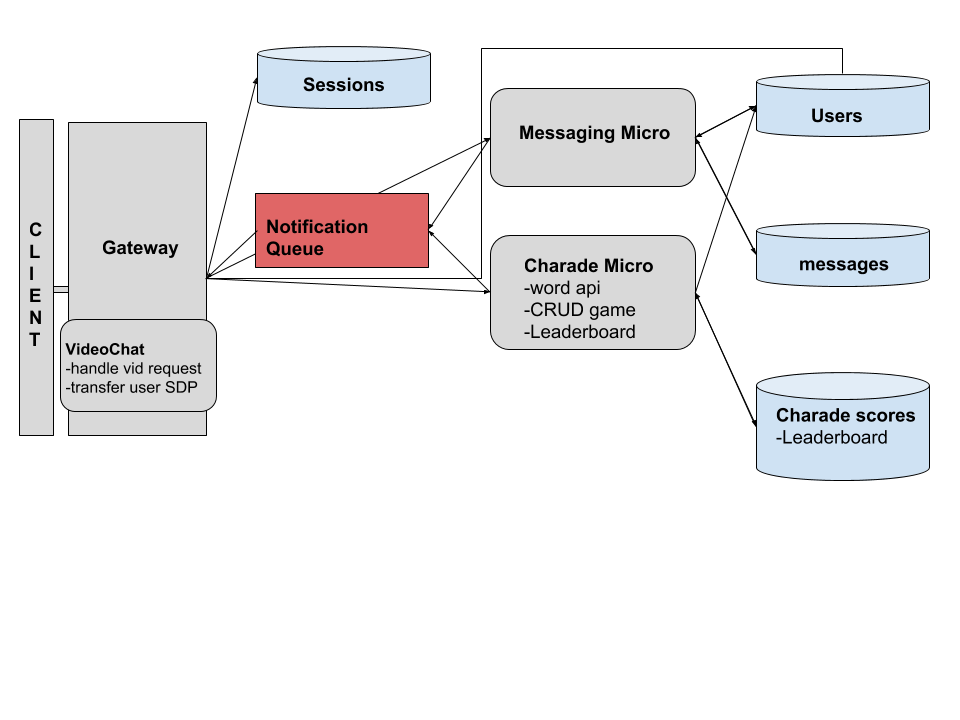 C
L
I
E
N
T
Gateway
VideoChat
-handle vid request
-transfer user SDP
Sessions
Notification
Queue
Messaging Micro
Charade Micro
-word api
-CRUD game
-Leaderboard
Users
messages
Charade scores
-Leaderboard